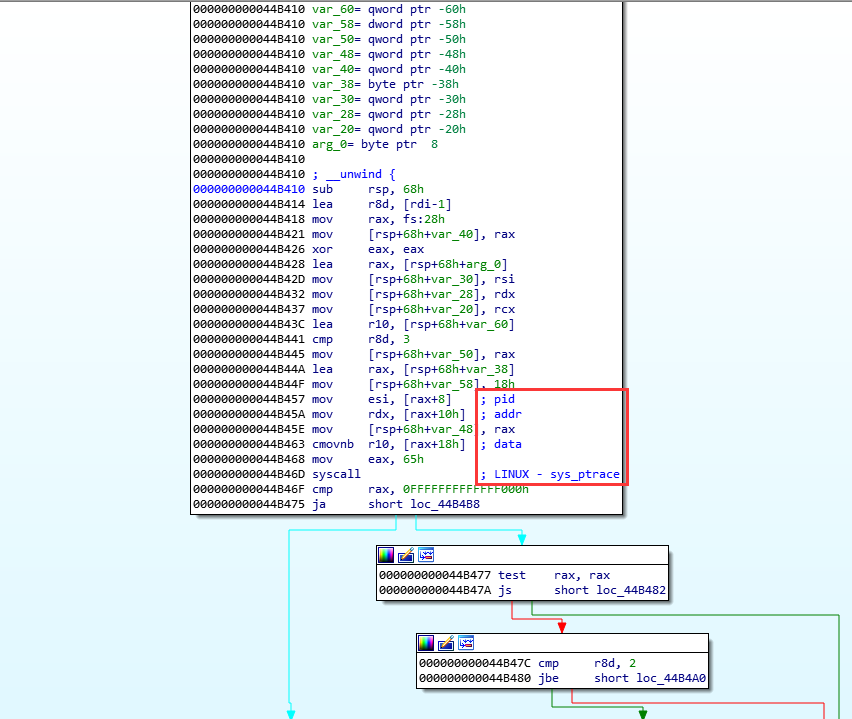 000000000044B410 var_60= qword ptr -60h
000000000044B410 var_58= dword ptr -58h
000000000044B410 var_50= qword ptr -50h
000000000044B410 var_48= qword ptr -48h
000000000044B410 var_40= qword ptr -40h
000000000044B410 var_38= byte ptr -38h
000000000044B410 var_30= qword ptr -30h
000000000044B410 var_28= qword ptr -28h
000000000044B410 var_20= qword ptr -20h
000000000044B410 arg_0= byte ptr  8
000000000044B410
000000000044B410 ; __unwind {
000000000044B410 sub     rsp, 68h
000000000044B414 lea     r8d, [rdi-1]
000000000044B418 mov     rax, fs:28h
000000000044B421 mov     [rsp+68h+var_40], rax
000000000044B426 xor     eax, eax
000000000044B428 lea     rax, [rsp+68h+arg_0]
000000000044B42D mov     [rsp+68h+var_30], rsi
000000000044B432 mov     [rsp+68h+var_28], rdx
000000000044B437 mov     [rsp+68h+var_20], rcx
000000000044B43C lea     r10, [rsp+68h+var_60]
000000000044B441 cmp     r8d, 3
000000000044B445 mov     [rsp+68h+var_50], rax
000000000044B44A lea     rax, [rsp+68h+var_38]
000000000044B44F mov     [rsp+68h+var_58], 18h
000000000044B457 mov     esi, [rax+8]    ; pid
000000000044B45A mov     rdx, [rax+10h]  ; addr
000000000044B45E mov     [rsp+68h+var_48], rax
000000000044B463 cmovnb  r10, [rax+18h]  ; data
000000000044B468 mov     eax, 65h
000000000044B46D syscall                 ; LINUX - sys_ptrace
000000000044B46F cmp     rax, 0FFFFFFFFFFFFF000h
000000000044B475 ja      short loc_44B4B8
000000000044B477 test    rax, rax
000000000044B47A js      short loc_44B482
000000000044B47C cmp     r8d, 2
000000000044B480 jbe     short loc_44B4A0